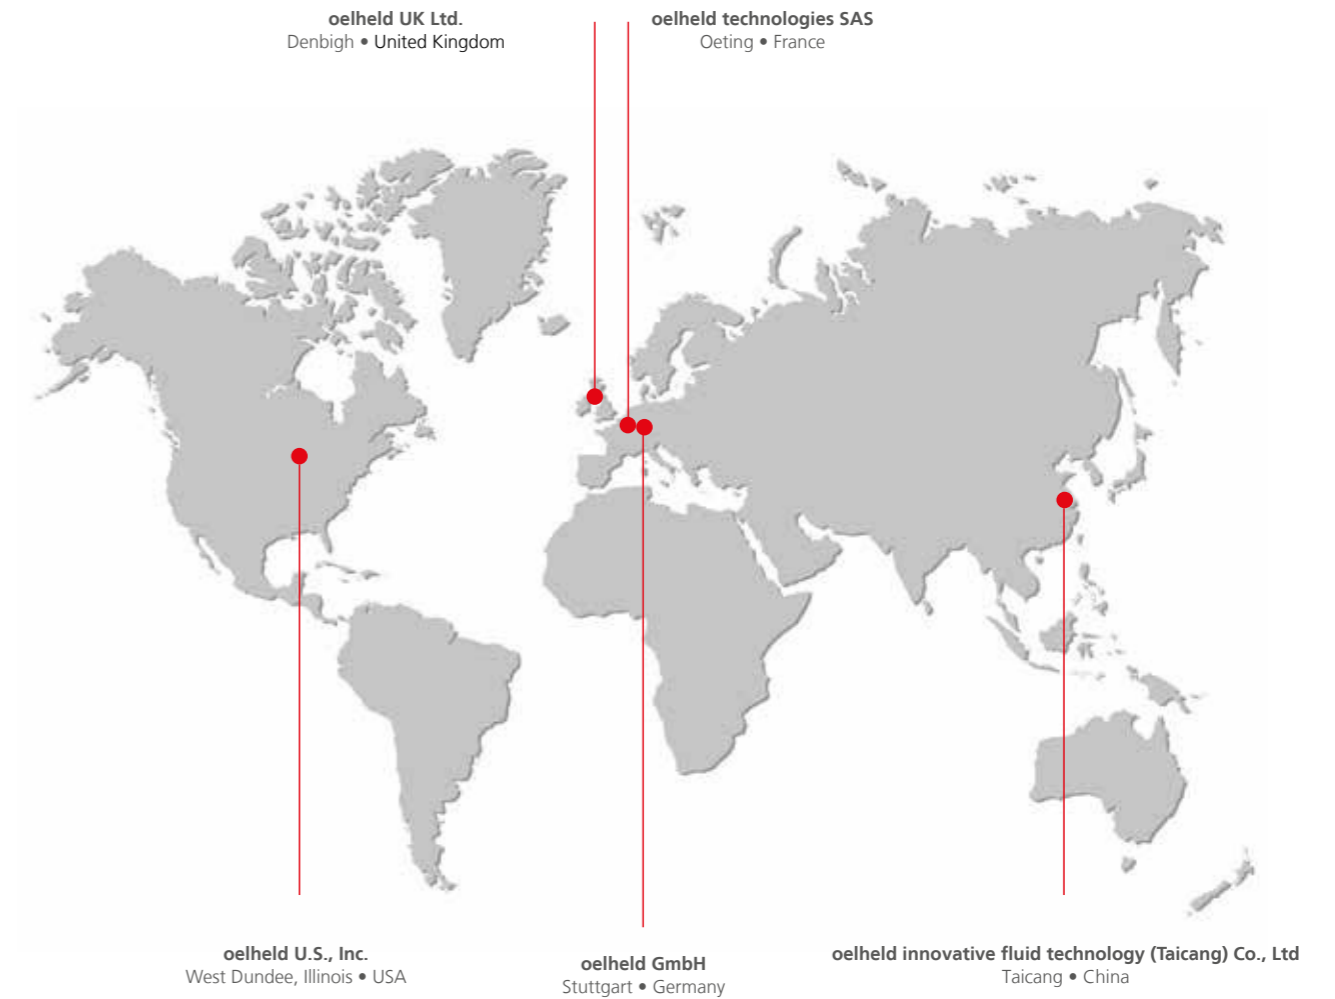 oelheld UK Ltd.
Denbigh • United Kingdom
oelheld technologies SAS
Oeting • France
oelheld U.S., Inc.
West Dundee, Illinois • USA
oelheld GmbH
Stuttgart • Germany
oelheld innovative fluid technology (Taicang) Co., Ltd
Taicang • China